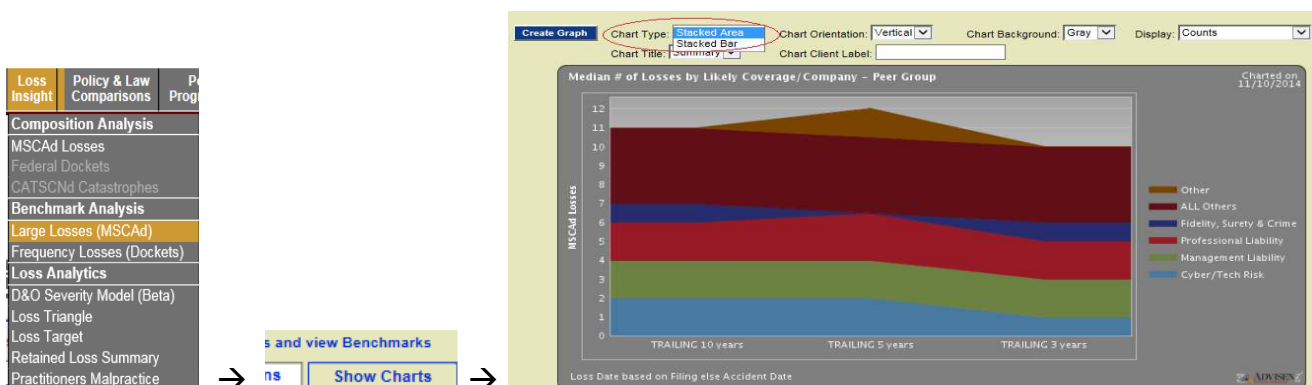 Loss Insight
Policy & Law Comparisons
Composition Analysis
MSCAd Losses
Federal Dockets
CATSCNd Catastrophes
Benchmark Analysis
Large Losses (MSCAd)
Frequency Losses (Dockets)
Loss Analytics
D&O Severity Model (Beta)
Loss Triangle
Loss Target
Retained Loss Summary
Practitioners Malpractice
→
s and view Benchmarks
ns
Show Charts
→
Create Graph Chart Type: Stacked Area Chart Orientation: Vertical Chart Background: Gray Display: Counts
Stacked Bar
Chart Title: Summary Chart Client Label:
Median # of Losses by Likely Coverage/Company - Peer Group
Charted on
11/10/2014
12
11
10
9
8
7
6
5
4
3
2
1
0
MSCAd Losses
TRAILING 10 years TRAILING 5 years TRAILING 3 years
Other
ALL Others
Fidelity, Surety & Crime
Professional Liability
Management Liability
Cyber/Tech Risk
Loss Date based on Filing else Accident Date
ADVISEN